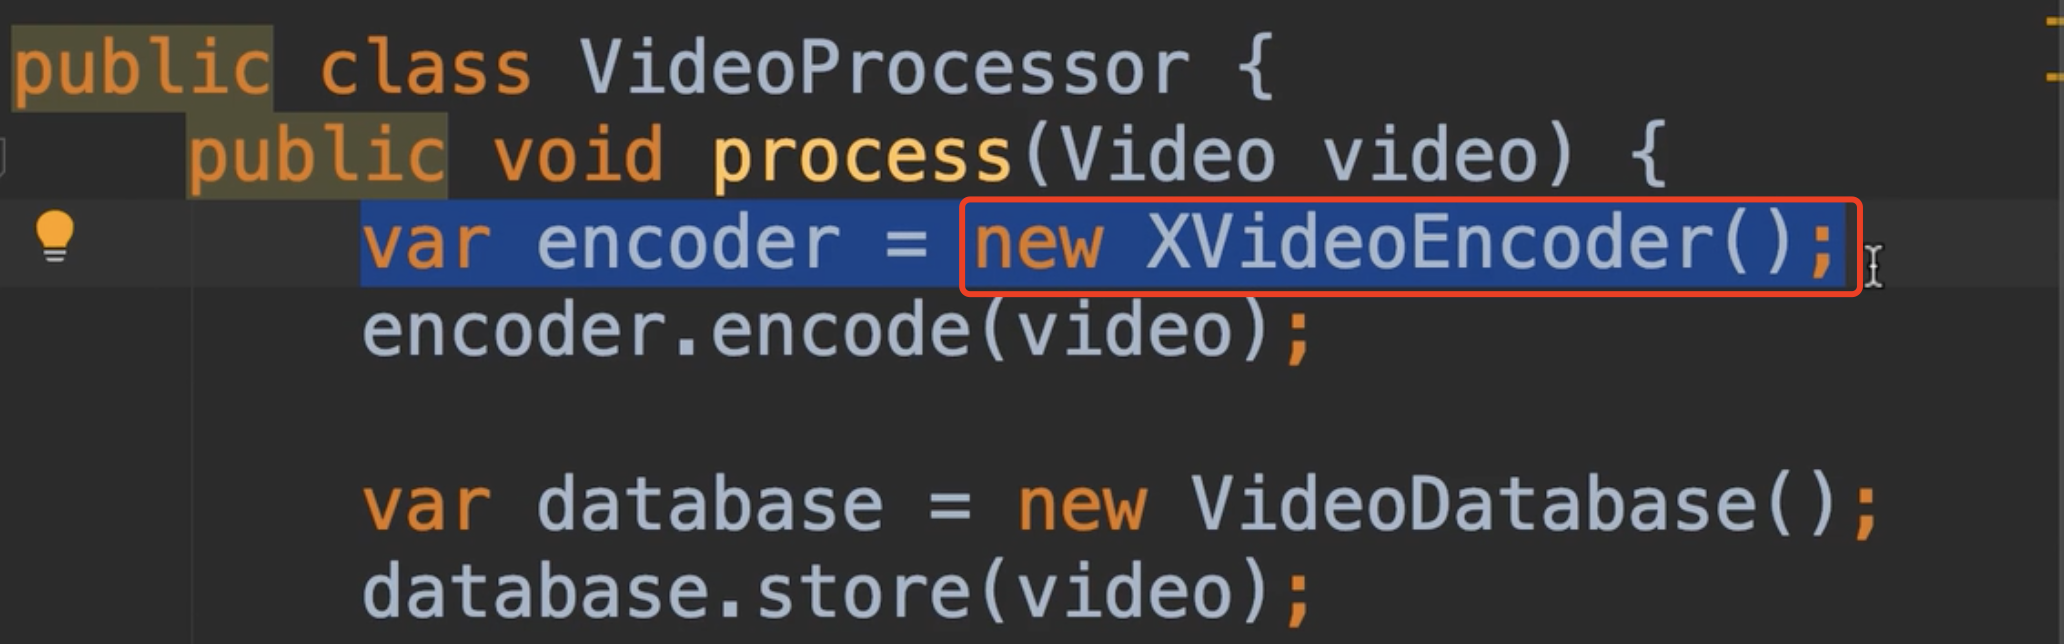 public class VideoProcessor {
public void process(Video video) {
var encoder = new XVideoEncoder();
encoder.encode(video);
var database = new VideoDatabase();
database.store(video);